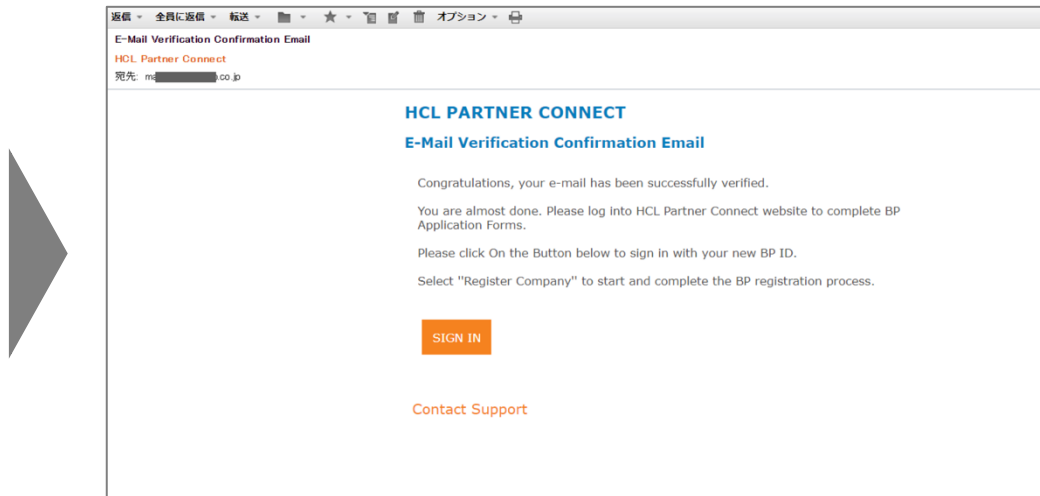 返信 全員に返信 転送 オプション
E-Mail Verification Confirmation Email
HCL Partner Connect
宛先: ma .co.jp
HCL PARTNER CONNECT
E-Mail Verification Confirmation Email
Congratulations, your e-mail has been successfully verified.
You are almost done. Please log into HCL Partner Connect website to complete BP
Application Forms.
Please click On the Button below to sign in with your new BP ID.
Select "Register Company" to start and complete the BP registration process.
SIGN IN
Contact Support